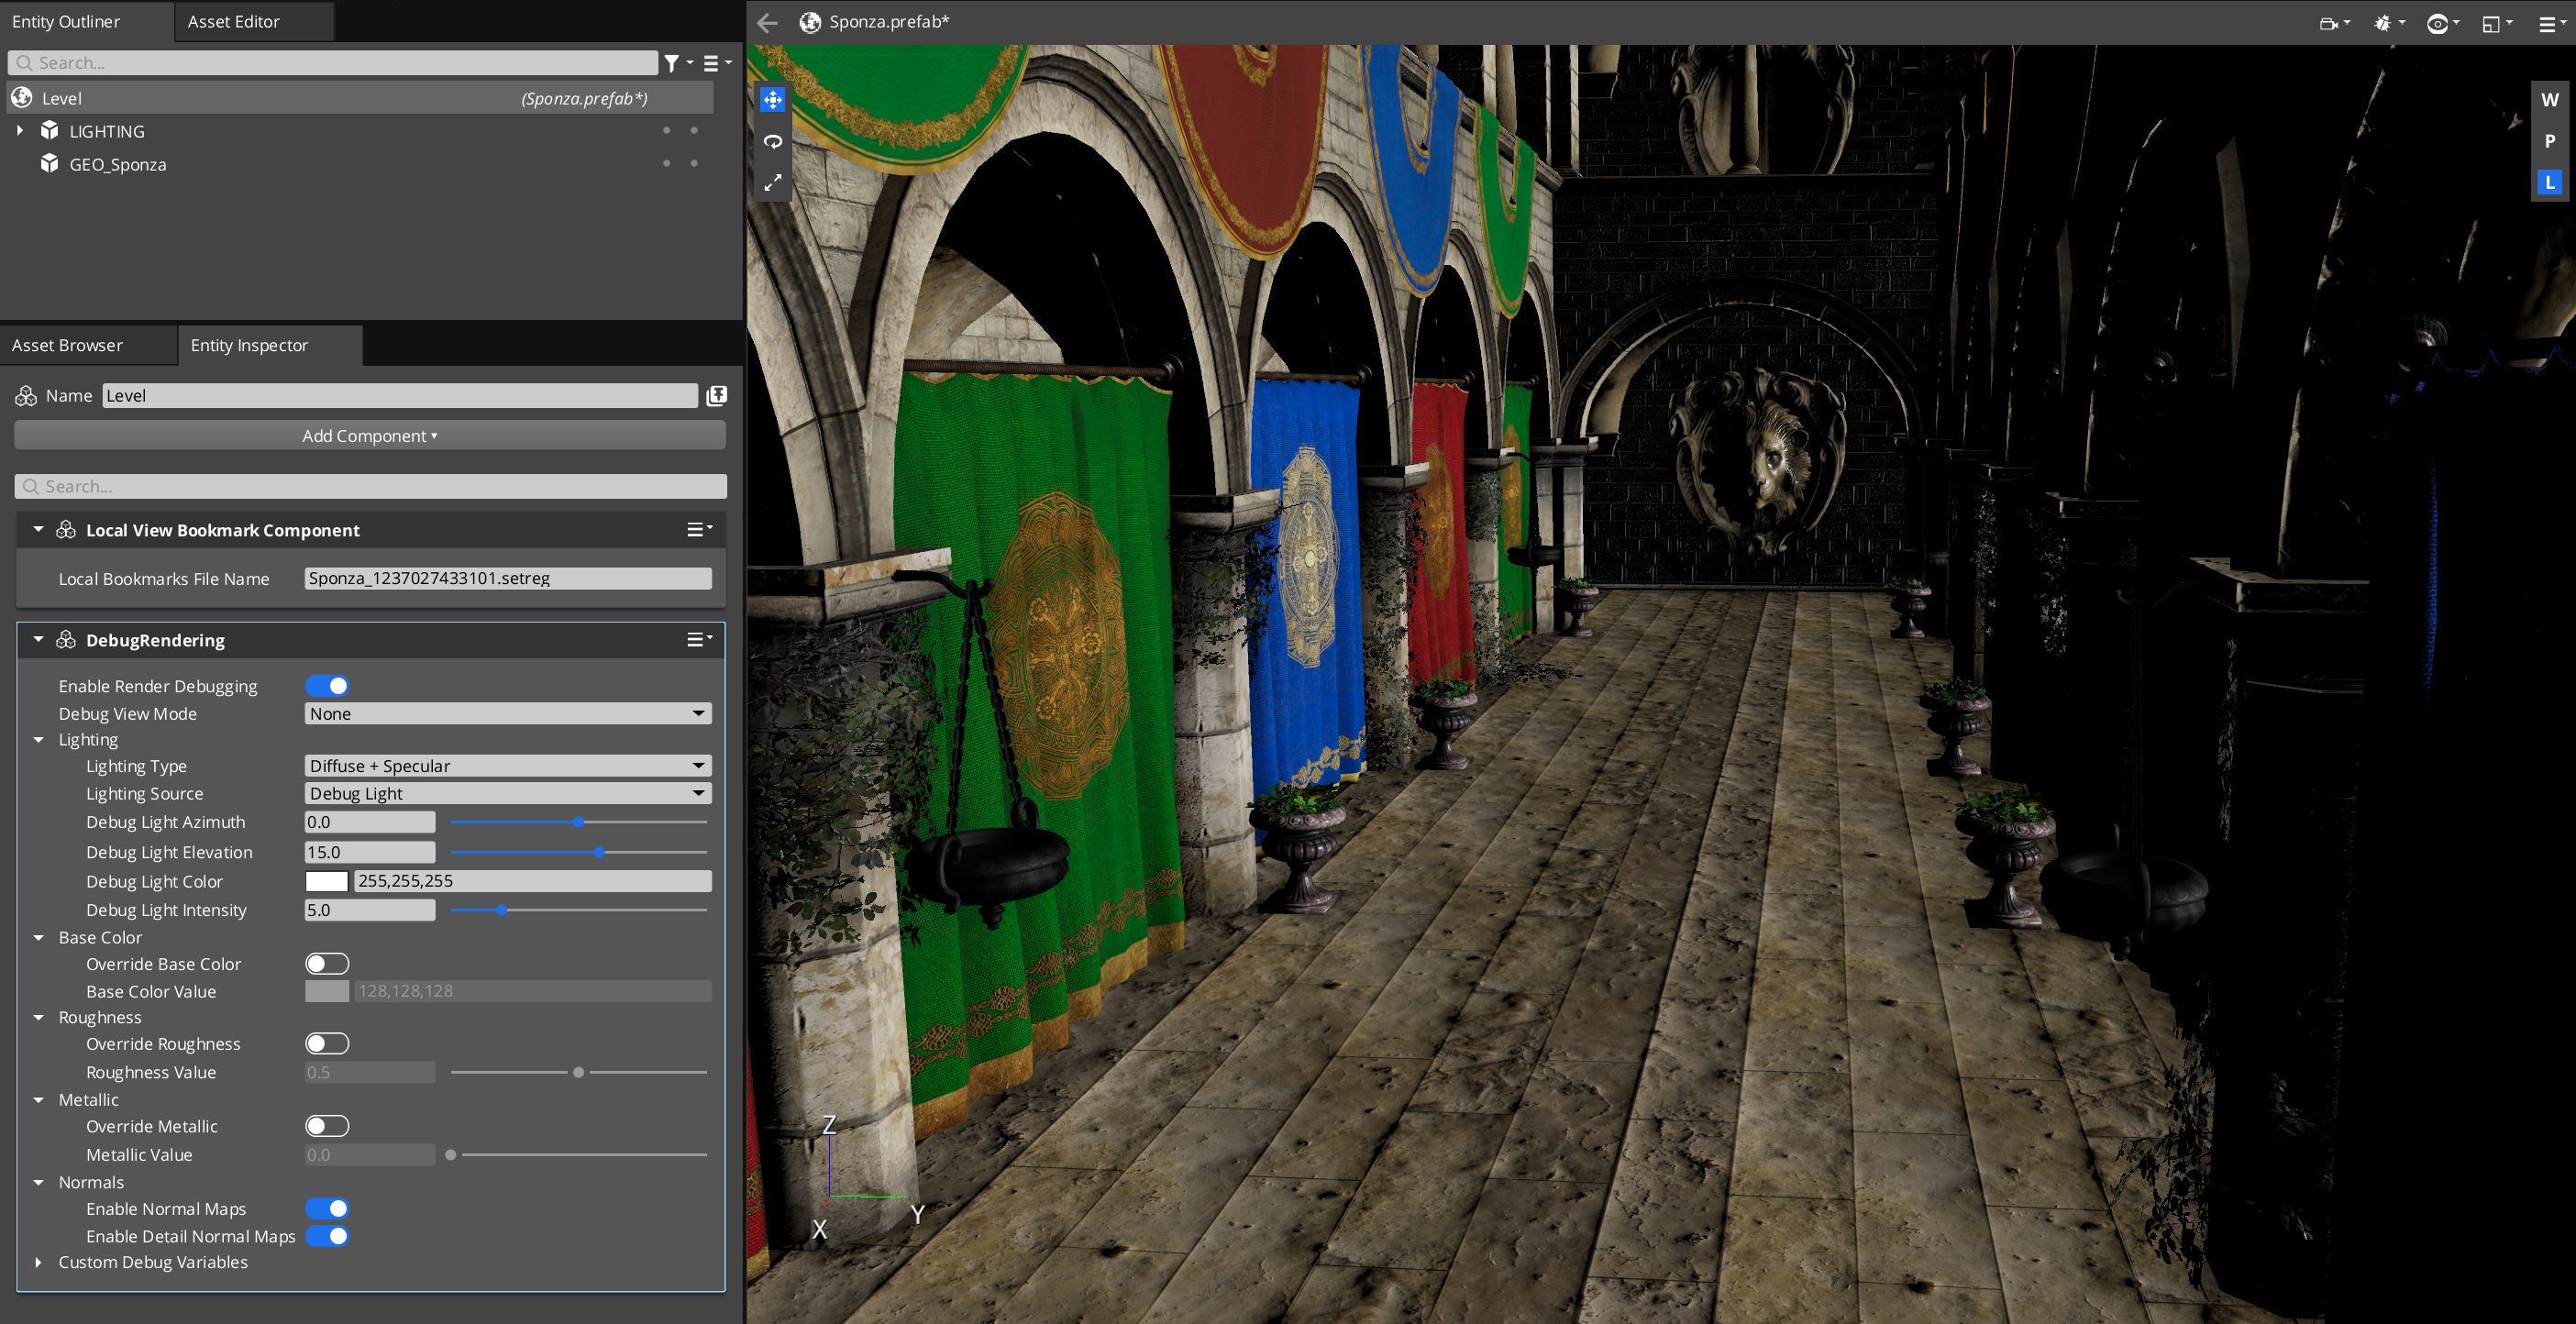 Entity Outliner
Asset Editor
Search...
Level (Sponza.prefab*)
LIGHTING
GEO_Sponza
Asset Browser
Entity Inspector
Name Level
Add Component
Search...
Local View Bookmark Component
Local Bookmarks File Name Sponza_1237027433101.setreg
DebugRendering
Enable Render Debugging
Debug View Mode None
Lighting
Lighting Type Diffuse + Specular
Lighting Source Debug Light
Debug Light Azimuth 0.0
Debug Light Elevation 15.0
Debug Light Color 255,255,255
Debug Light Intensity 5.0
Base Color
Override Base Color
Base Color Value 128,128,128
Roughness
Override Roughness
Roughness Value 0.5
Metallic
Override Metallic
Metallic Value 0.0
Normals
Enable Normal Maps
Enable Detail Normal Maps
Custom Debug Variables
Sponza.prefab*
W
P
L
Z
Y
X